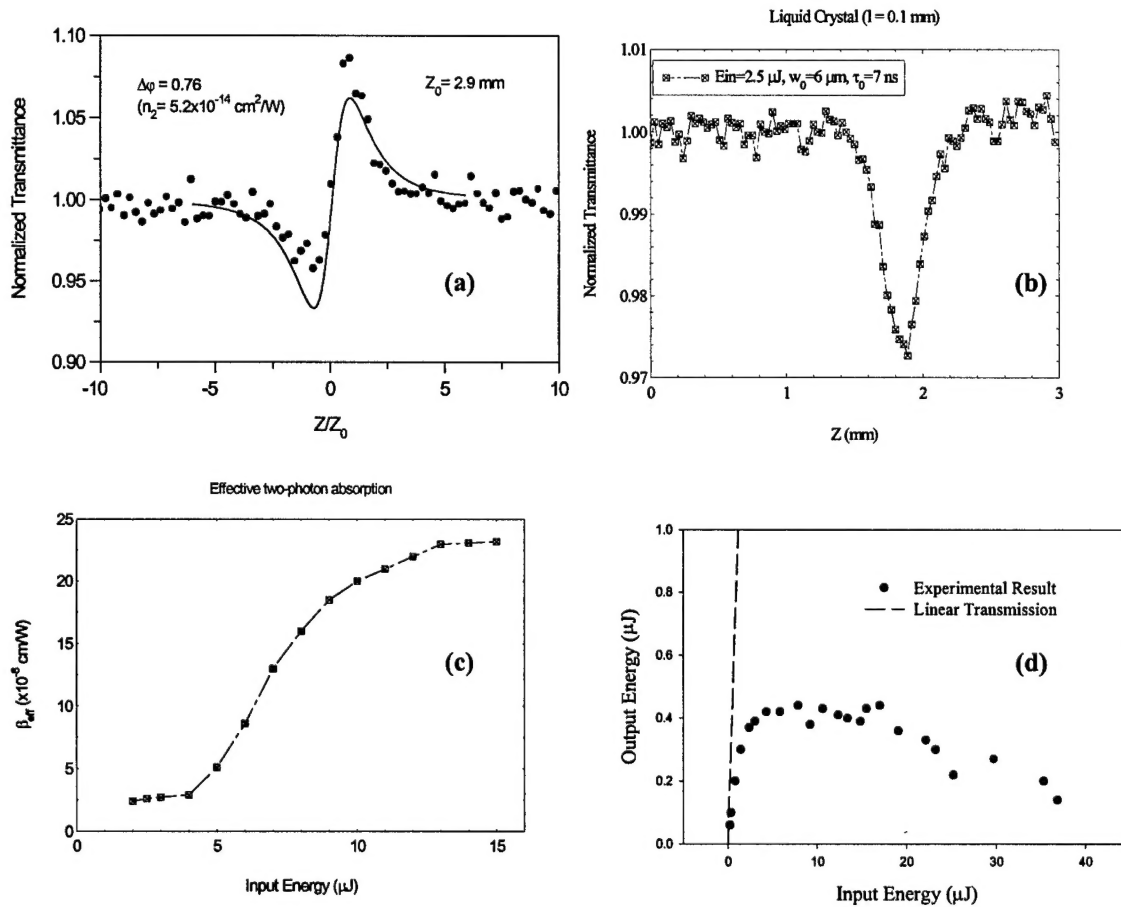 Δφ = 0.76
(n₂= 5.2x10⁻¹⁴ cm²/W)
Z₀= 2.9 mm
(a)
1.10
1.05
1.00
0.95
0.90
Normalized Transmittance
-10
-5
0
5
10
Z/Z₀
Liquid Crystal (l = 0.1 mm)
Ein=2.5 μJ, w₀=6 μm, τ₀=7 ns
(b)
1.01
1.00
0.99
0.98
0.97
Normalized Transmittance
0
1
2
3
Z (mm)
Effective two-photon absorption
(c)
25
20
15
10
5
0
βeff (x10⁻⁸ cm/W)
0
5
10
15
Input Energy (μJ)
Experimental Result
Linear Transmission
(d)
1.0
0.8
0.6
0.4
0.2
0.0
Output Energy (μJ)
0
10
20
30
40
Input Energy (μJ)